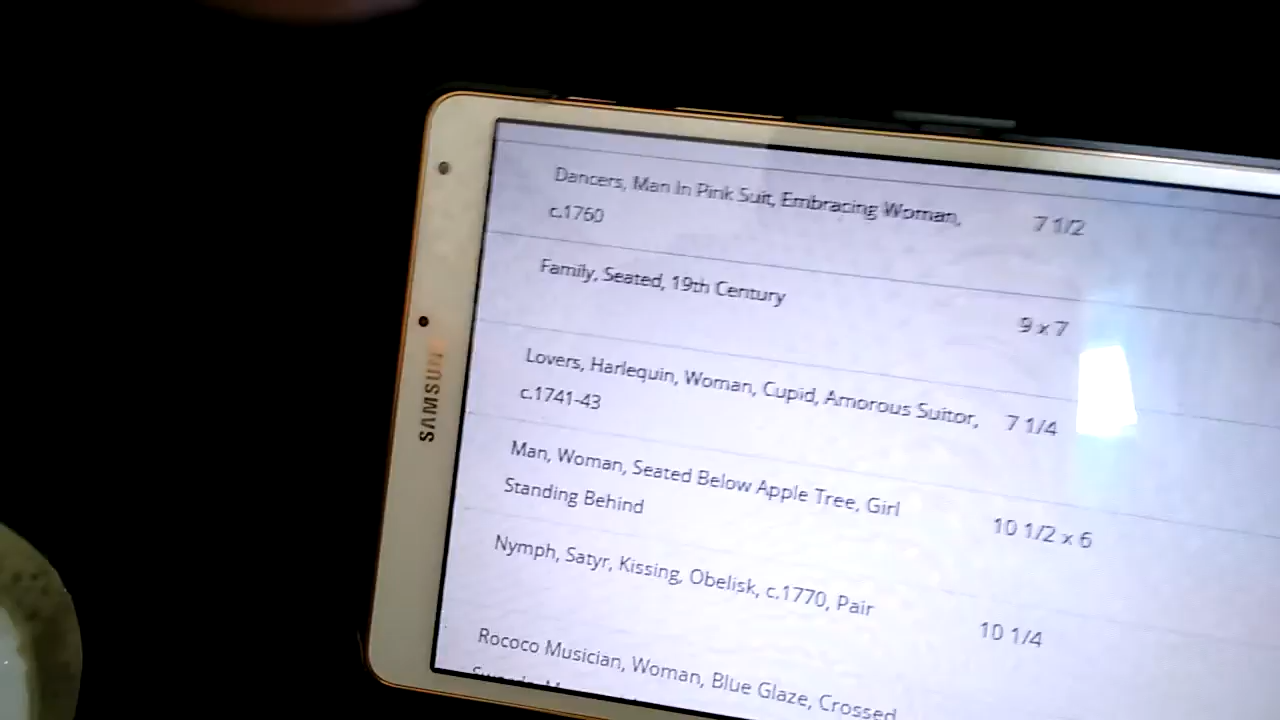 SAMSUNG
Dancers, Man In Pink Suit, Embracing Woman, 7 1/2
c.1760
Family, Seated, 19th Century 9 x 7
Lovers, Harlequin, Woman, Cupid, Amorous Suitor, 7 1/4
c.1741-43
Man, Woman, Seated Below Apple Tree, Girl 10 1/2 x 6
Standing Behind
Nymph, Satyr, Kissing, Obelisk, c.1770, Pair 10 1/4
Rococo Musician, Woman, Blue Glaze, Crossed